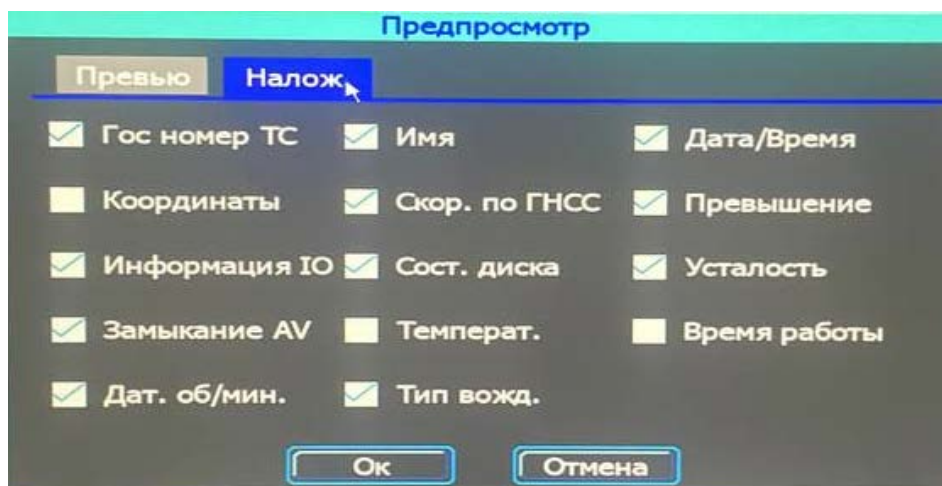 Предпросмотр
Превью Налож.
Гос номер ТС Имя Дата/Время
Координаты Скор. по ГНСС Превышение
Информация IO Сост. диска Усталость
Замыкание AV Температ. Время работы
Дат. об/мин. Тип вожд.
Ок Отмена